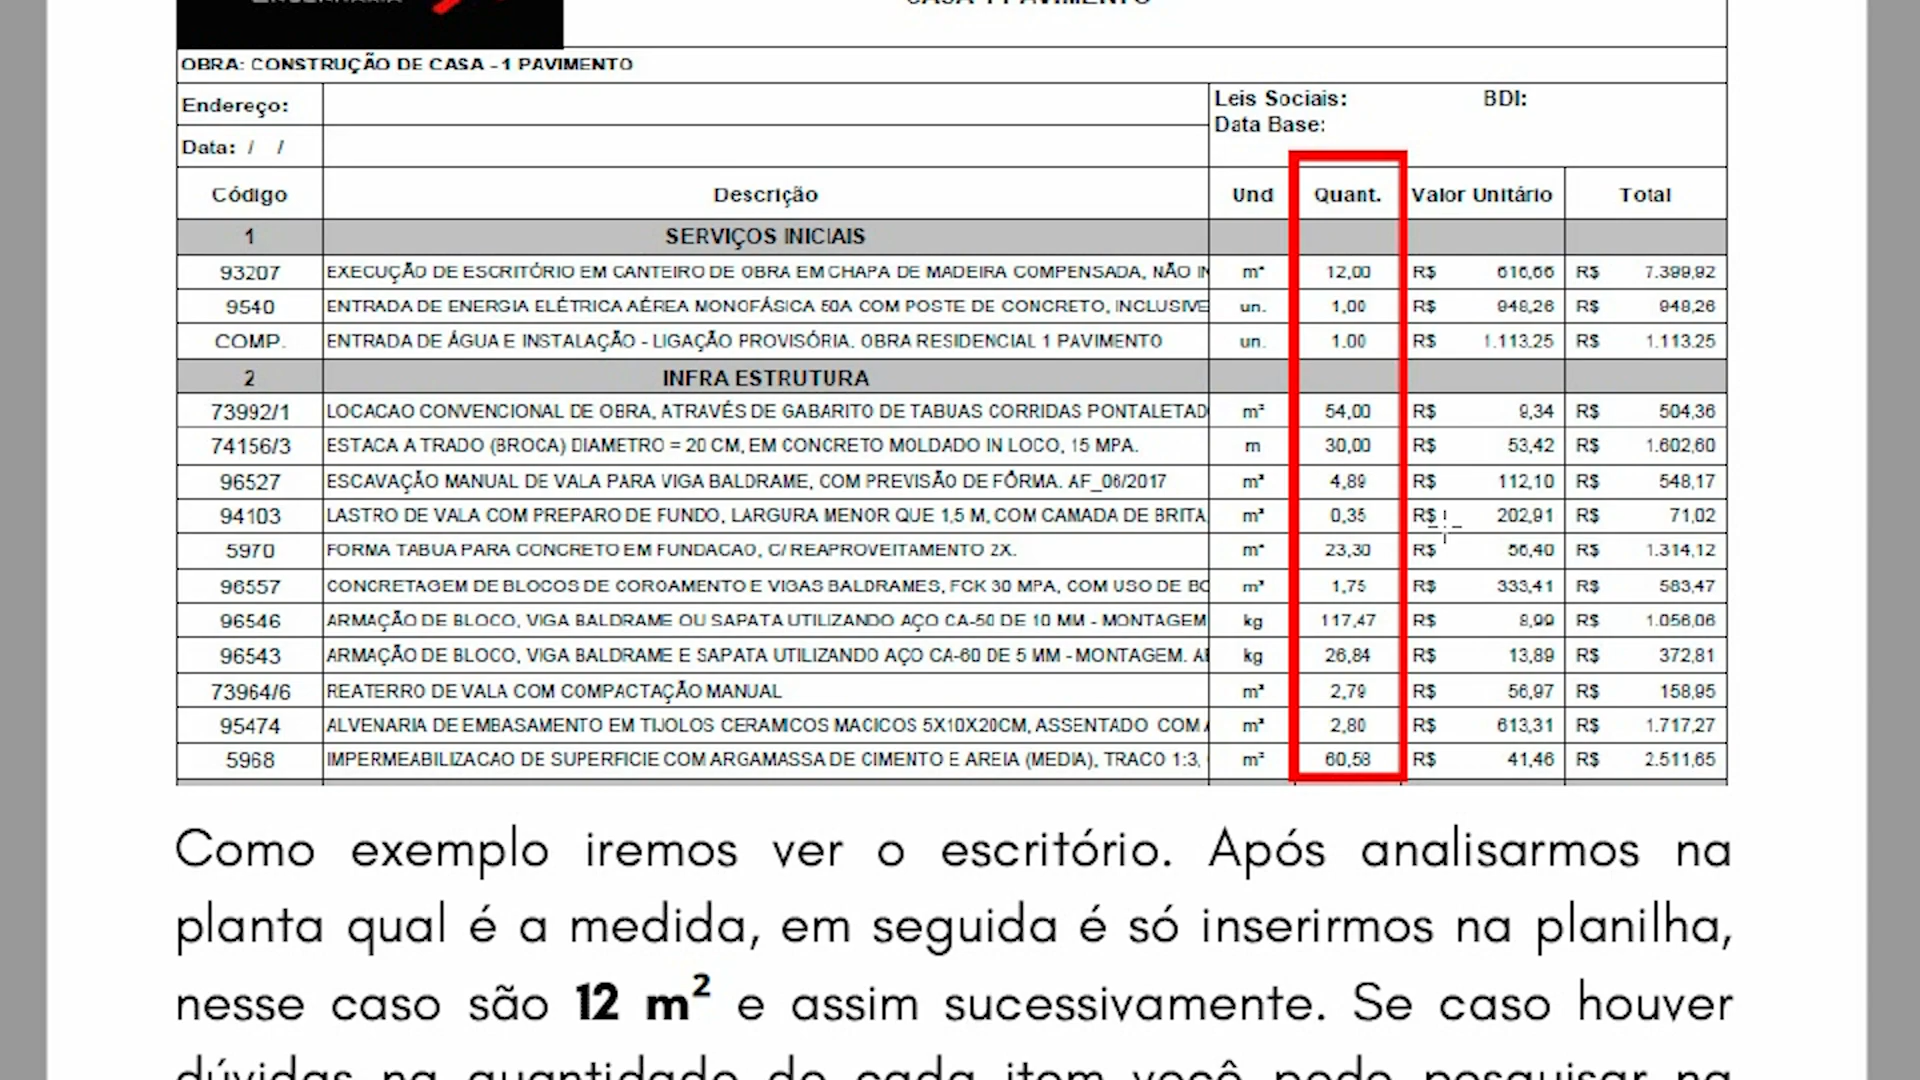 OBRA: CONSTRUÇÃO DE CASA - 1 PAVIMENTO
Endereço:
Leis Sociais: BDI:
Data Base:
Data: / /
Código Descrição Und Quant. Valor Unitário Total
1 SERVIÇOS INICIAIS
93207 EXECUÇÃO DE ESCRITÓRIO EM CANTEIRO DE OBRA EM CHAPA DE MADEIRA COMPENSADA, NÃO m² 12,00 R$ 616,66 R$ 7.399,92
9540 ENTRADA DE ENERGIA ELÉTRICA AÉREA MONOFÁSICA 50A COM POSTE DE CONCRETO, INCLUSIVE un. 1,00 R$ 948,26 R$ 948,26
COMP. ENTRADA DE ÁGUA E INSTALAÇÃO - LIGAÇÃO PROVISÓRIA. OBRA RESIDENCIAL 1 PAVIMENTO un. 1.00 R$ 1.113.25 R$ 1.113.25
2 INFRA ESTRUTURA
73992/1 LOCACAO CONVENCIONAL DE OBRA, ATRAVÉS DE GABARITO DE TABUAS CORRIDAS PONTALETAD m² 54,00 R$ 9,34 R$ 504,36
74156/3 ESTACA A TRADO (BROCA) DIAMETRO = 20 CM, EM CONCRETO MOLDADO IN LOCO, 15 MPA. m 30,00 R$ 53,42 R$ 1.602,60
96527 ESCAVAÇÃO MANUAL DE VALA PARA VIGA BALDRAME, COM PREVISÃO DE FÔRMA. AF_06/2017 m³ 4,89 R$ 112,10 R$ 548,17
94103 LASTRO DE VALA COM PREPARO DE FUNDO, LARGURA MENOR QUE 1,5 M, COM CAMADA DE BRITA, m³ 0,35 R$ 202,91 R$ 71,02
5970 FORMA TABUA PARA CONCRETO EM FUNDACAO, C/ REAPROVEITAMENTO 2X. m² 23,30 R$ 56,40 R$ 1.314,12
96557 CONCRETAGEM DE BLOCOS DE COROAMENTO E VIGAS BALDRAMES, FCK 30 MPA, COM USO DE BO m³ 1,75 R$ 333,41 R$ 583,47
96546 ARMAÇÃO DE BLOCO, VIGA BALDRAME OU SAPATA UTILIZANDO AÇO CA-50 DE 10 MM - MONTAGEM kg 117,47 R$ 8,99 R$ 1.056,06
96543 ARMAÇÃO DE BLOCO, VIGA BALDRAME E SAPATA UTILIZANDO AÇO CA-60 DE 5 MM - MONTAGEM. kg 26,84 R$ 13,89 R$ 372,81
73964/6 REATERRO DE VALA COM COMPACTAÇÃO MANUAL m³ 2,79 R$ 56,97 R$ 158,95
95474 ALVENARIA DE EMBASAMENTO EM TIJOLOS CERAMICOS MACICOS 5X10X20CM, ASSENTADO COM m³ 2,80 R$ 613,31 R$ 1.717,27
5968 IMPERMEABILIZACAO DE SUPERFICIE COM ARGAMASSA DE CIMENTO E AREIA (MEDIA), TRACO 1:3, m² 60,58 R$ 41,46 R$ 2.511,65
Como exemplo iremos ver o escritório. Após analisarmos na
planta qual é a medida, em seguida é só inserirmos na planilha,
nesse caso são 12 m² e assim sucessivamente. Se caso houver
dúvidas na quantidade de cada item você pode pesquisar na